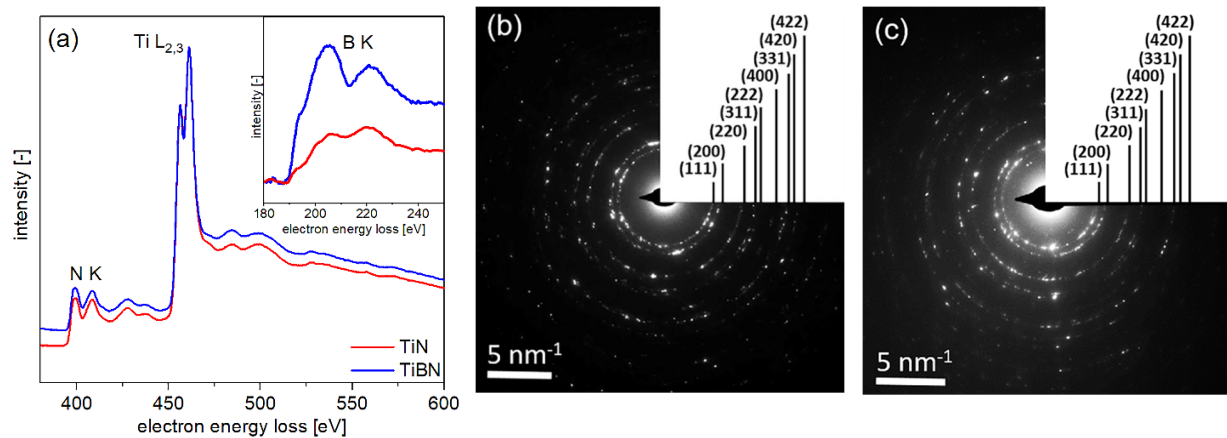 (a)
Ti L2,3
N K
intensity [-]
400
450
500
550
600
electron energy loss [eV]
TiN
TiBN
B K
intensity [-]
180
200
220
240
electron energy loss [eV]
(b)
(422)
(420)
(331)
(400)
(222)
(311)
(220)
(200)
(111)
5 nm-1
(c)
(422)
(420)
(331)
(400)
(222)
(311)
(220)
(200)
(111)
5 nm-1